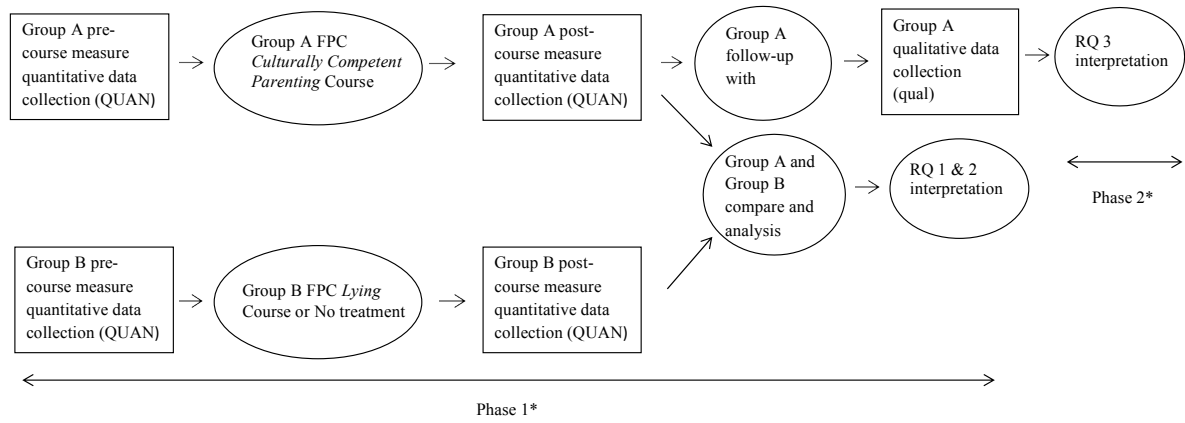 Group A pre-
course measure
quantitative data
collection (QUAN)
Group A FPC
Culturally Competent
Parenting Course
Group A post-
course measure
quantitative data
collection (QUAN)
Group A
follow-up
with
Group A
qualitative data
collection
(qual)
RQ 3
interpretation
Group A and
Group B
compare and
analysis
RQ 1 & 2
interpretation
Phase 2*
Group B pre-
course measure
quantitative data
collection (QUAN)
Group B FPC Lying
Course or No treatment
Group B post-
course measure
quantitative data
collection (QUAN)
Phase 1*